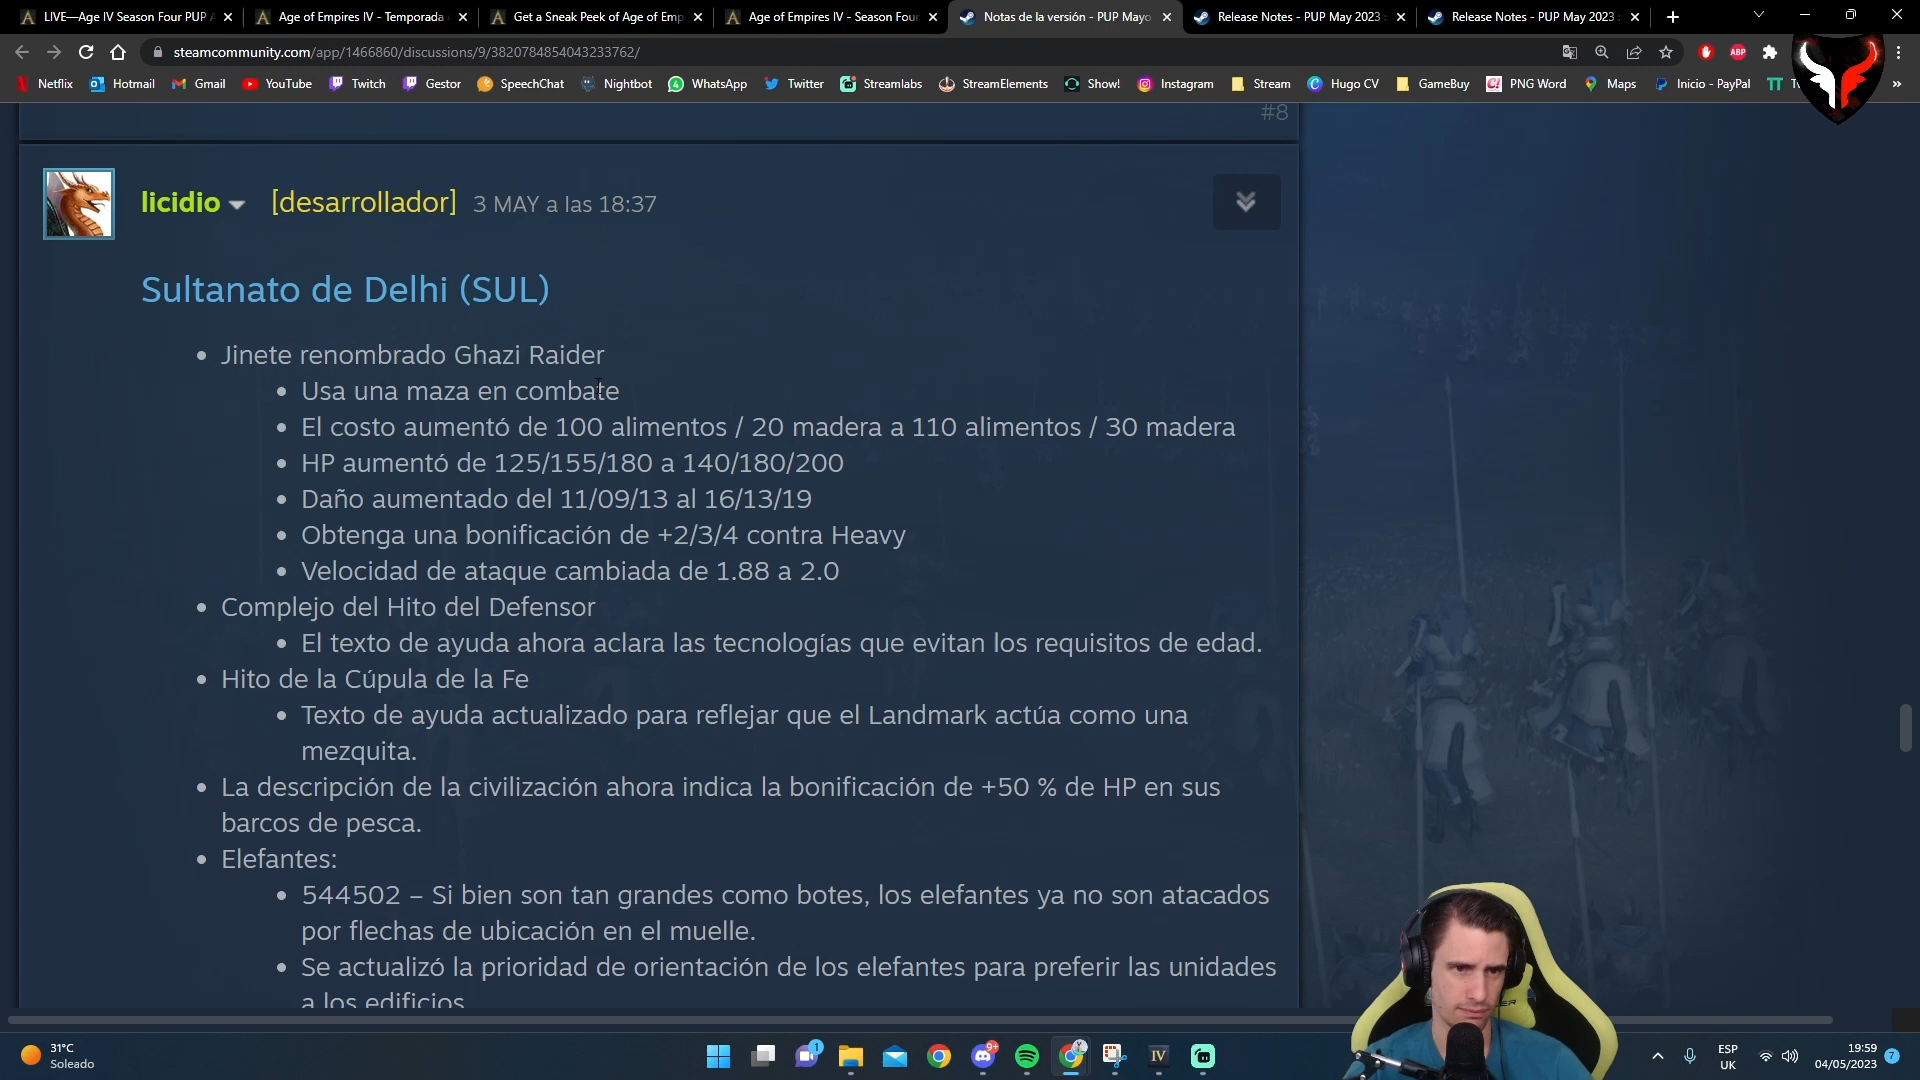 LIVE—Age IV Season Four PUP
Age of Empires IV - Temporada
Get a Sneak Peek of Age of Emp
Age of Empires IV - Season Four
Notas de la versión - PUP Mayo
Release Notes - PUP May 2023
Release Notes - PUP May 2023
steamcommunity.com/app/1466860/discussions/9/3820784854043233762/
ABP
Netflix Hotmail Gmail YouTube Twitch Gestor SpeechChat Nightbot WhatsApp Twitter Streamlabs StreamElements Show! Instagram Stream Hugo CV GameBuy PNG Word Maps Inicio - PayPal
#8
licidio [desarrollador] 3 MAY a las 18:37
Sultanato de Delhi (SUL)
Jinete renombrado Ghazi Raider
Usa una maza en combate
El costo aumentó de 100 alimentos / 20 madera a 110 alimentos / 30 madera
HP aumentó de 125/155/180 a 140/180/200
Daño aumentado del 11/09/13 al 16/13/19
Obtenga una bonificación de +2/3/4 contra Heavy
Velocidad de ataque cambiada de 1.88 a 2.0
Complejo del Hito del Defensor
El texto de ayuda ahora aclara las tecnologías que evitan los requisitos de edad.
Hito de la Cúpula de la Fe
Texto de ayuda actualizado para reflejar que el Landmark actúa como una
mezquita.
La descripción de la civilización ahora indica la bonificación de +50 % de HP en sus
barcos de pesca.
Elefantes:
544502 – Si bien son tan grandes como botes, los elefantes ya no son atacados
por flechas de ubicación en el muelle.
Se actualizó la prioridad de orientación de los elefantes para preferir las unidades
a los edificios
31°C
Soleado
1
9+
IV
ESP
UK
19:59
04/05/2023
7